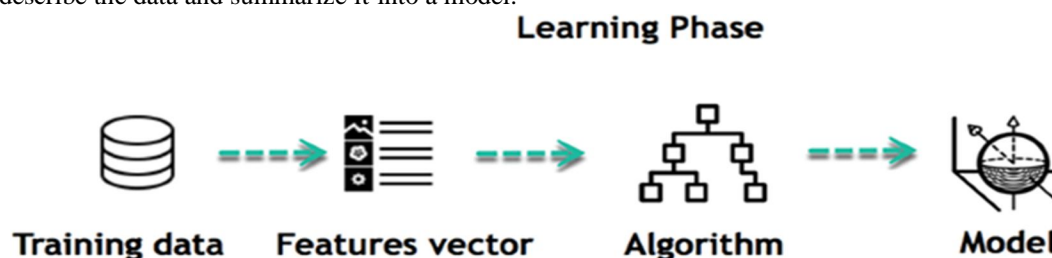 describe the data and summarize it into a model.
Learning Phase
Training data Features vector Algorithm Model